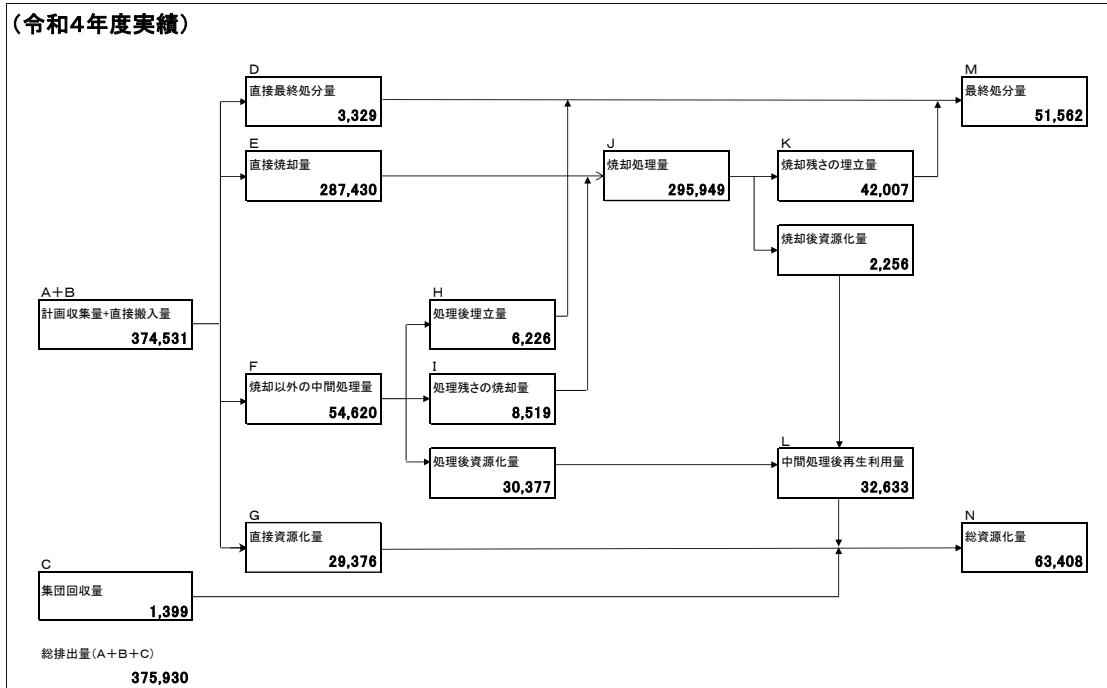 (令和4年度実績)
D
直接最終処分量
3,329
M
最終処分量
51,562
E
直接焼却量
287,430
J
焼却処理量
295,949
K
焼却残さの埋立量
42,007
焼却後資源化量
2,256
A+B
計画収集量+直接搬入量
374,531
H
処理後埋立量
6,226
F
焼却以外の中間処理量
54,620
I
処理残さの焼却量
8,519
処理後資源化量
30,377
L
中間処理後再生利用量
32,633
G
直接資源化量
29,376
N
総資源化量
63,408
C
集団回収量
1,399
総排出量(A+B+C)
375,930